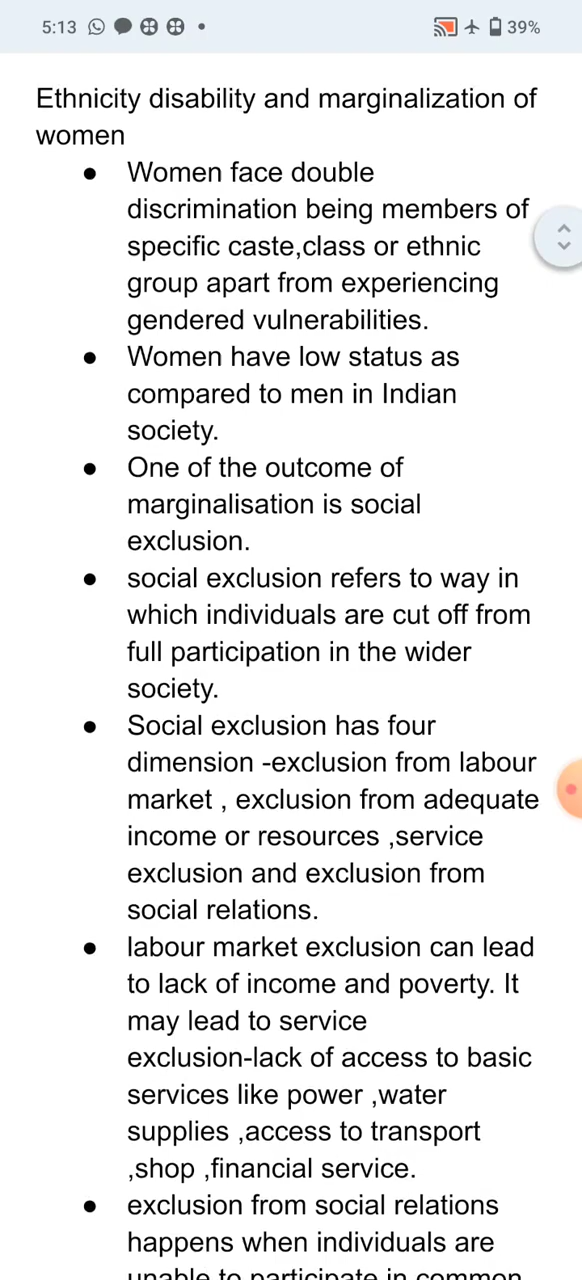 5:13
39%
Ethnicity disability and marginalization of
women
● Women face double
discrimination being members of
specific caste,class or ethnic
group apart from experiencing
gendered vulnerabilities.
● Women have low status as
compared to men in Indian
society.
● One of the outcome of
marginalisation is social
exclusion.
● social exclusion refers to way in
which individuals are cut off from
full participation in the wider
society.
● Social exclusion has four
dimension -exclusion from labour
market , exclusion from adequate
income or resources ,service
exclusion and exclusion from
social relations.
● labour market exclusion can lead
to lack of income and poverty. It
may lead to service
exclusion-lack of access to basic
services like power ,water
supplies ,access to transport
,shop ,financial service.
● exclusion from social relations
happens when individuals are
unable to participate in common